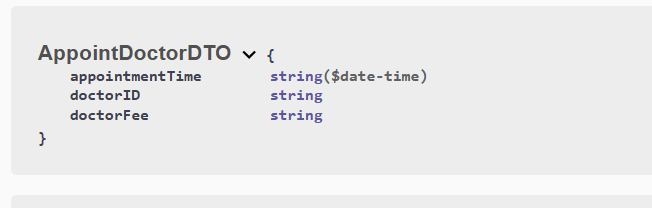 AppointDoctorDTO {
appointmentTime string($date-time)
doctorID string
doctorFee string
}